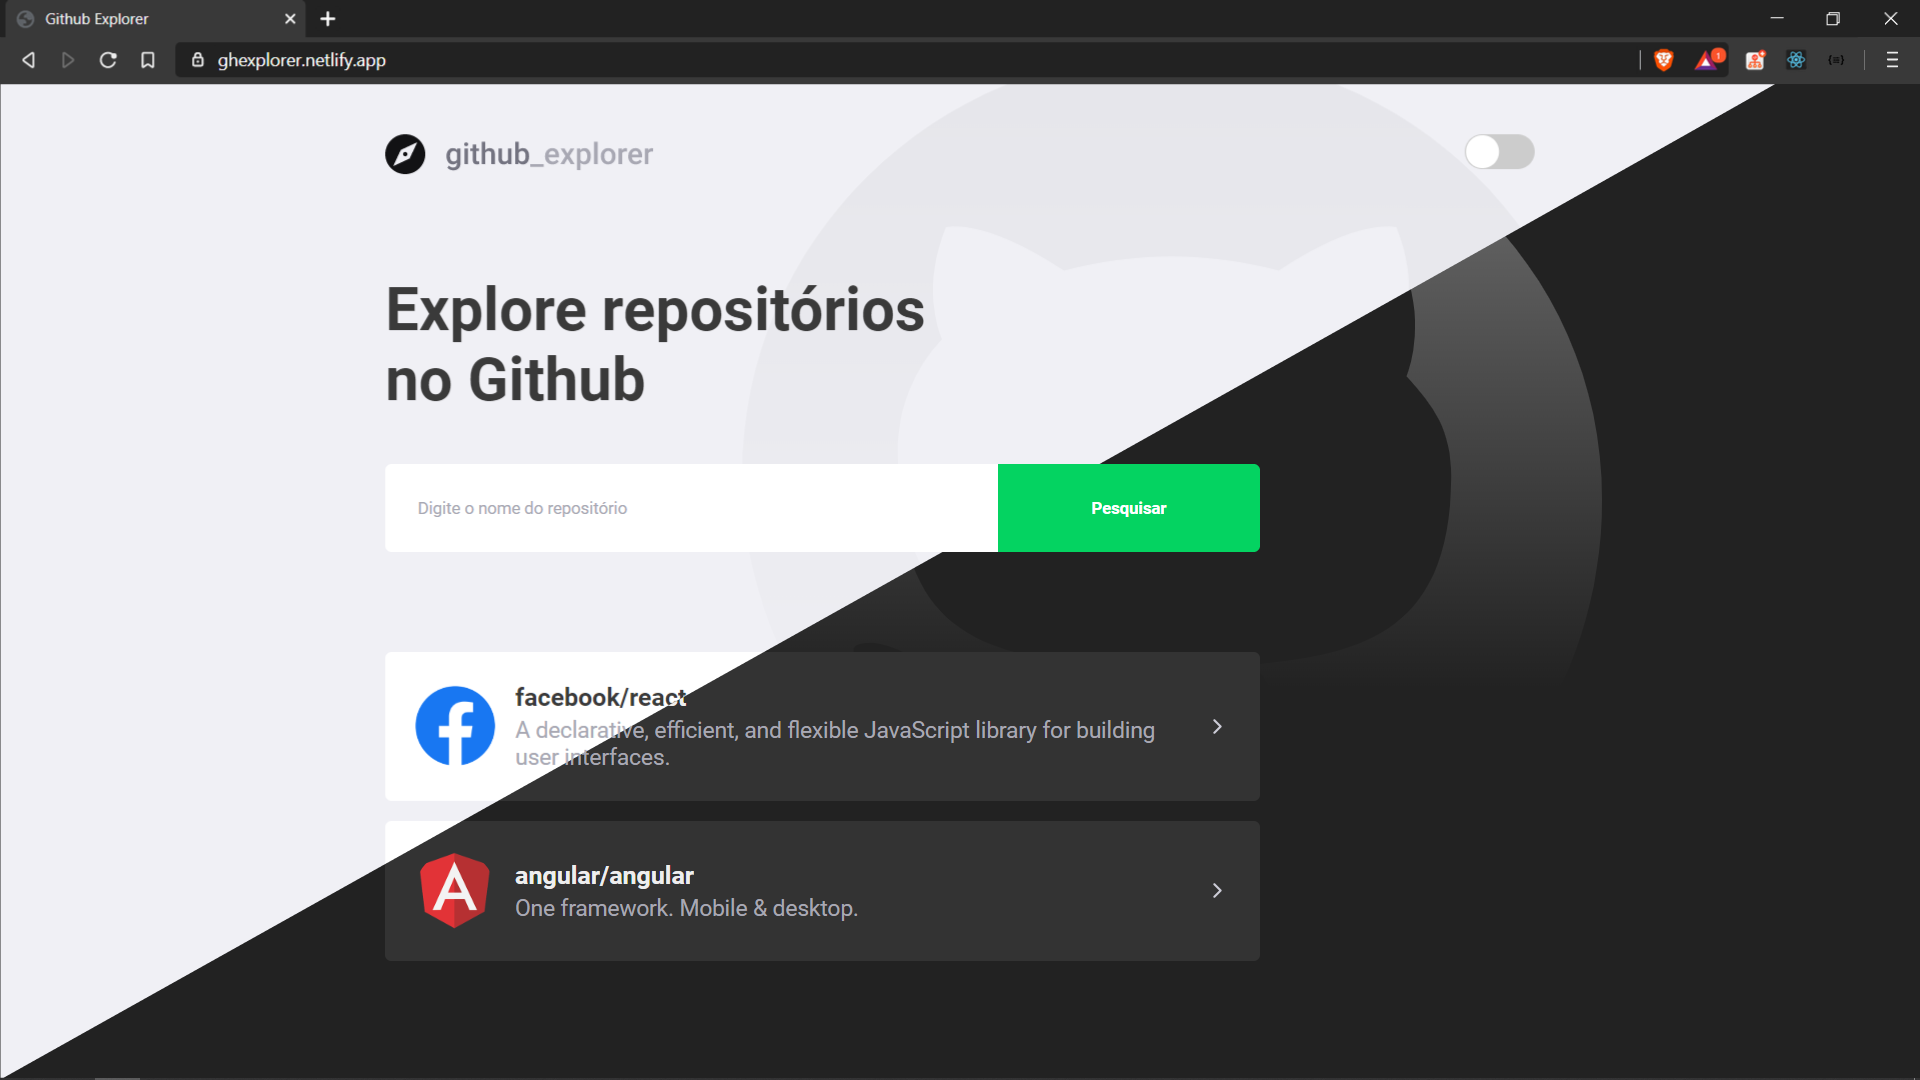 Github Explorer
ghexplorer.netlify.app
1
github_explorer
Explore repositórios
no Github
Digite o nome do repositório
Pesquisar
facebook/react
A declarative, efficient, and flexible JavaScript library for building
user interfaces.
angular/angular
One framework. Mobile & desktop.